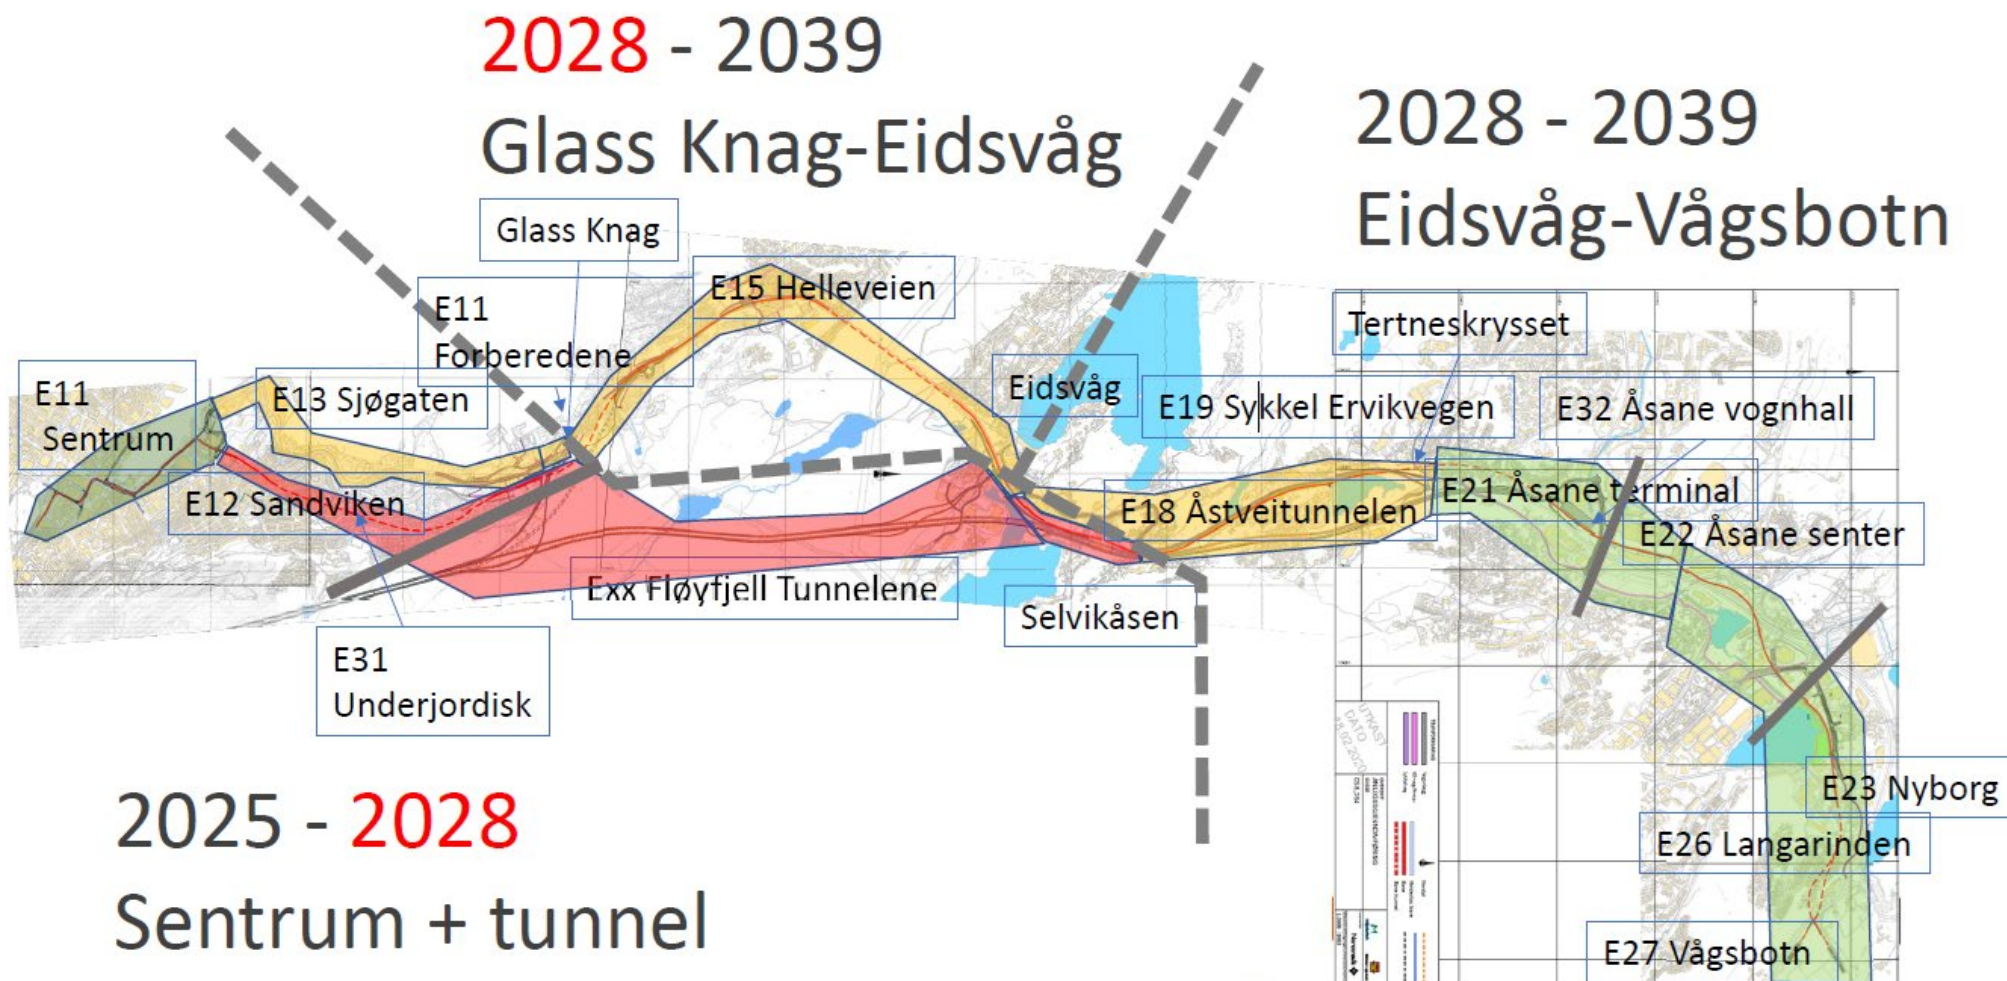 2028 - 2039
Glass Knag-Eidsvåg
2028 - 2039
Eidsvåg-Vågsbotn
Glass Knag
E11
Forberedene
E15 Helleveien
Tertneskrysset
E11
Sentrum
E13 Sjøgaten
Eidsvåg
E19 Sykkel Ervikvegen
E32 Åsane vognhall
E12 Sandviken
E18 Åstveitunnelen
E21 Åsane terminal
E22 Åsane senter
Exx Fløyfjell Tunnelene
Selvikåsen
E31
Underjordisk
UTKAST
DATO
E23 Nyborg
E26 Langarinden
E27 Vågsbotn
2025 - 2028
Sentrum + tunnel